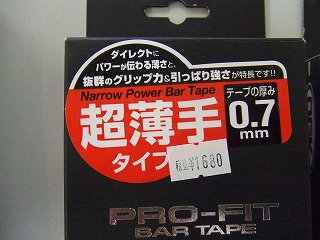 ダイレクトに
パワーが伝わる薄さと、
抜群のグリップ力&引っぱり強さが特長です!!
Narrow Power Bar Tape
超薄手
タイプ
テープの厚み
0.7
mm
税込¥1680
PRO-FIT
BAR TAPE